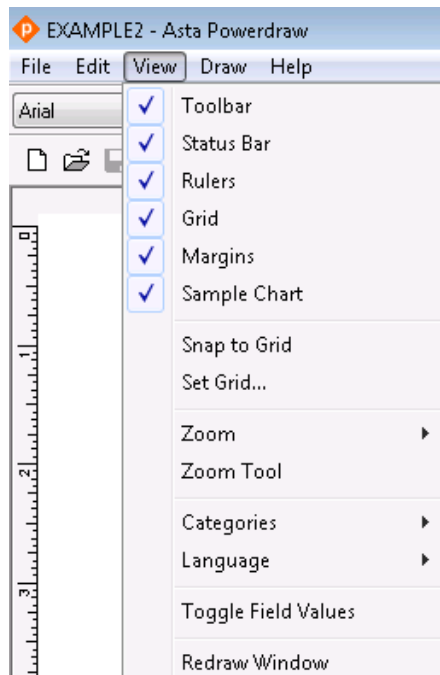 EXAMPLE2 - Asta Powerdraw
File Edit View Draw Help
Arial
Toolbar
Status Bar
Rulers
Grid
Margins
Sample Chart
Snap to Grid
Set Grid...
Zoom
Zoom Tool
Categories
Language
Toggle Field Values
Redraw Window
0
1
2
3